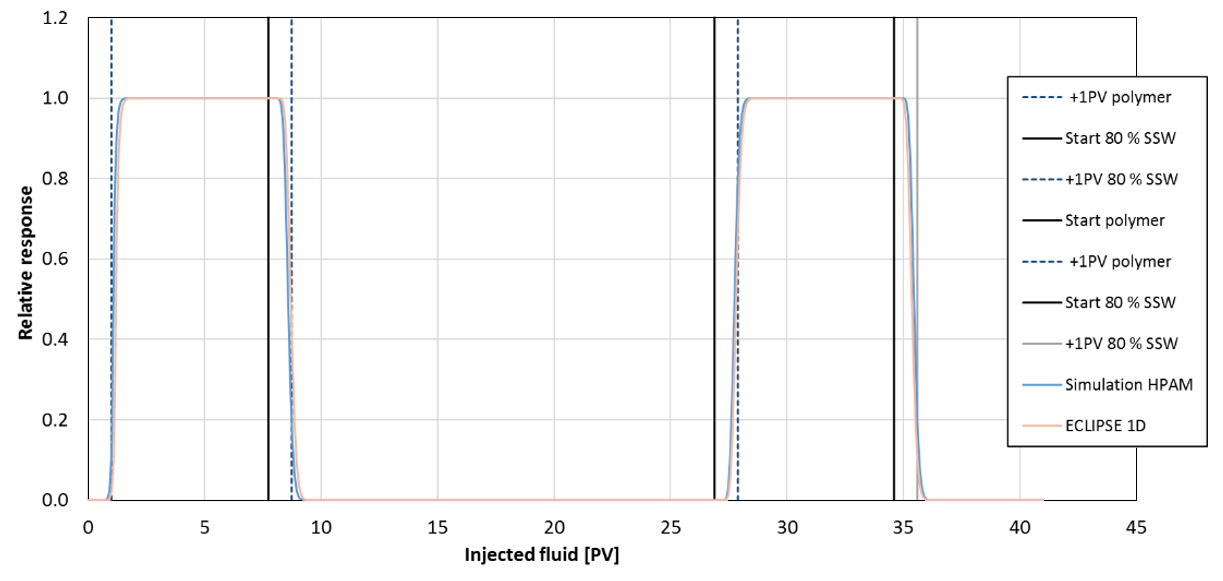 1.2
1.0
0.8
0.6
0.4
0.2
0.0
Relative response
0 5 10 15 20 25 30 35 40 45
Injected fluid [PV]
+1PV polymer
Start 80 % SSW
+1PV 80 % SSW
Start polymer
+1PV polymer
Start 80 % SSW
+1PV 80 % SSW
Simulation HPAM
ECLIPSE 1D